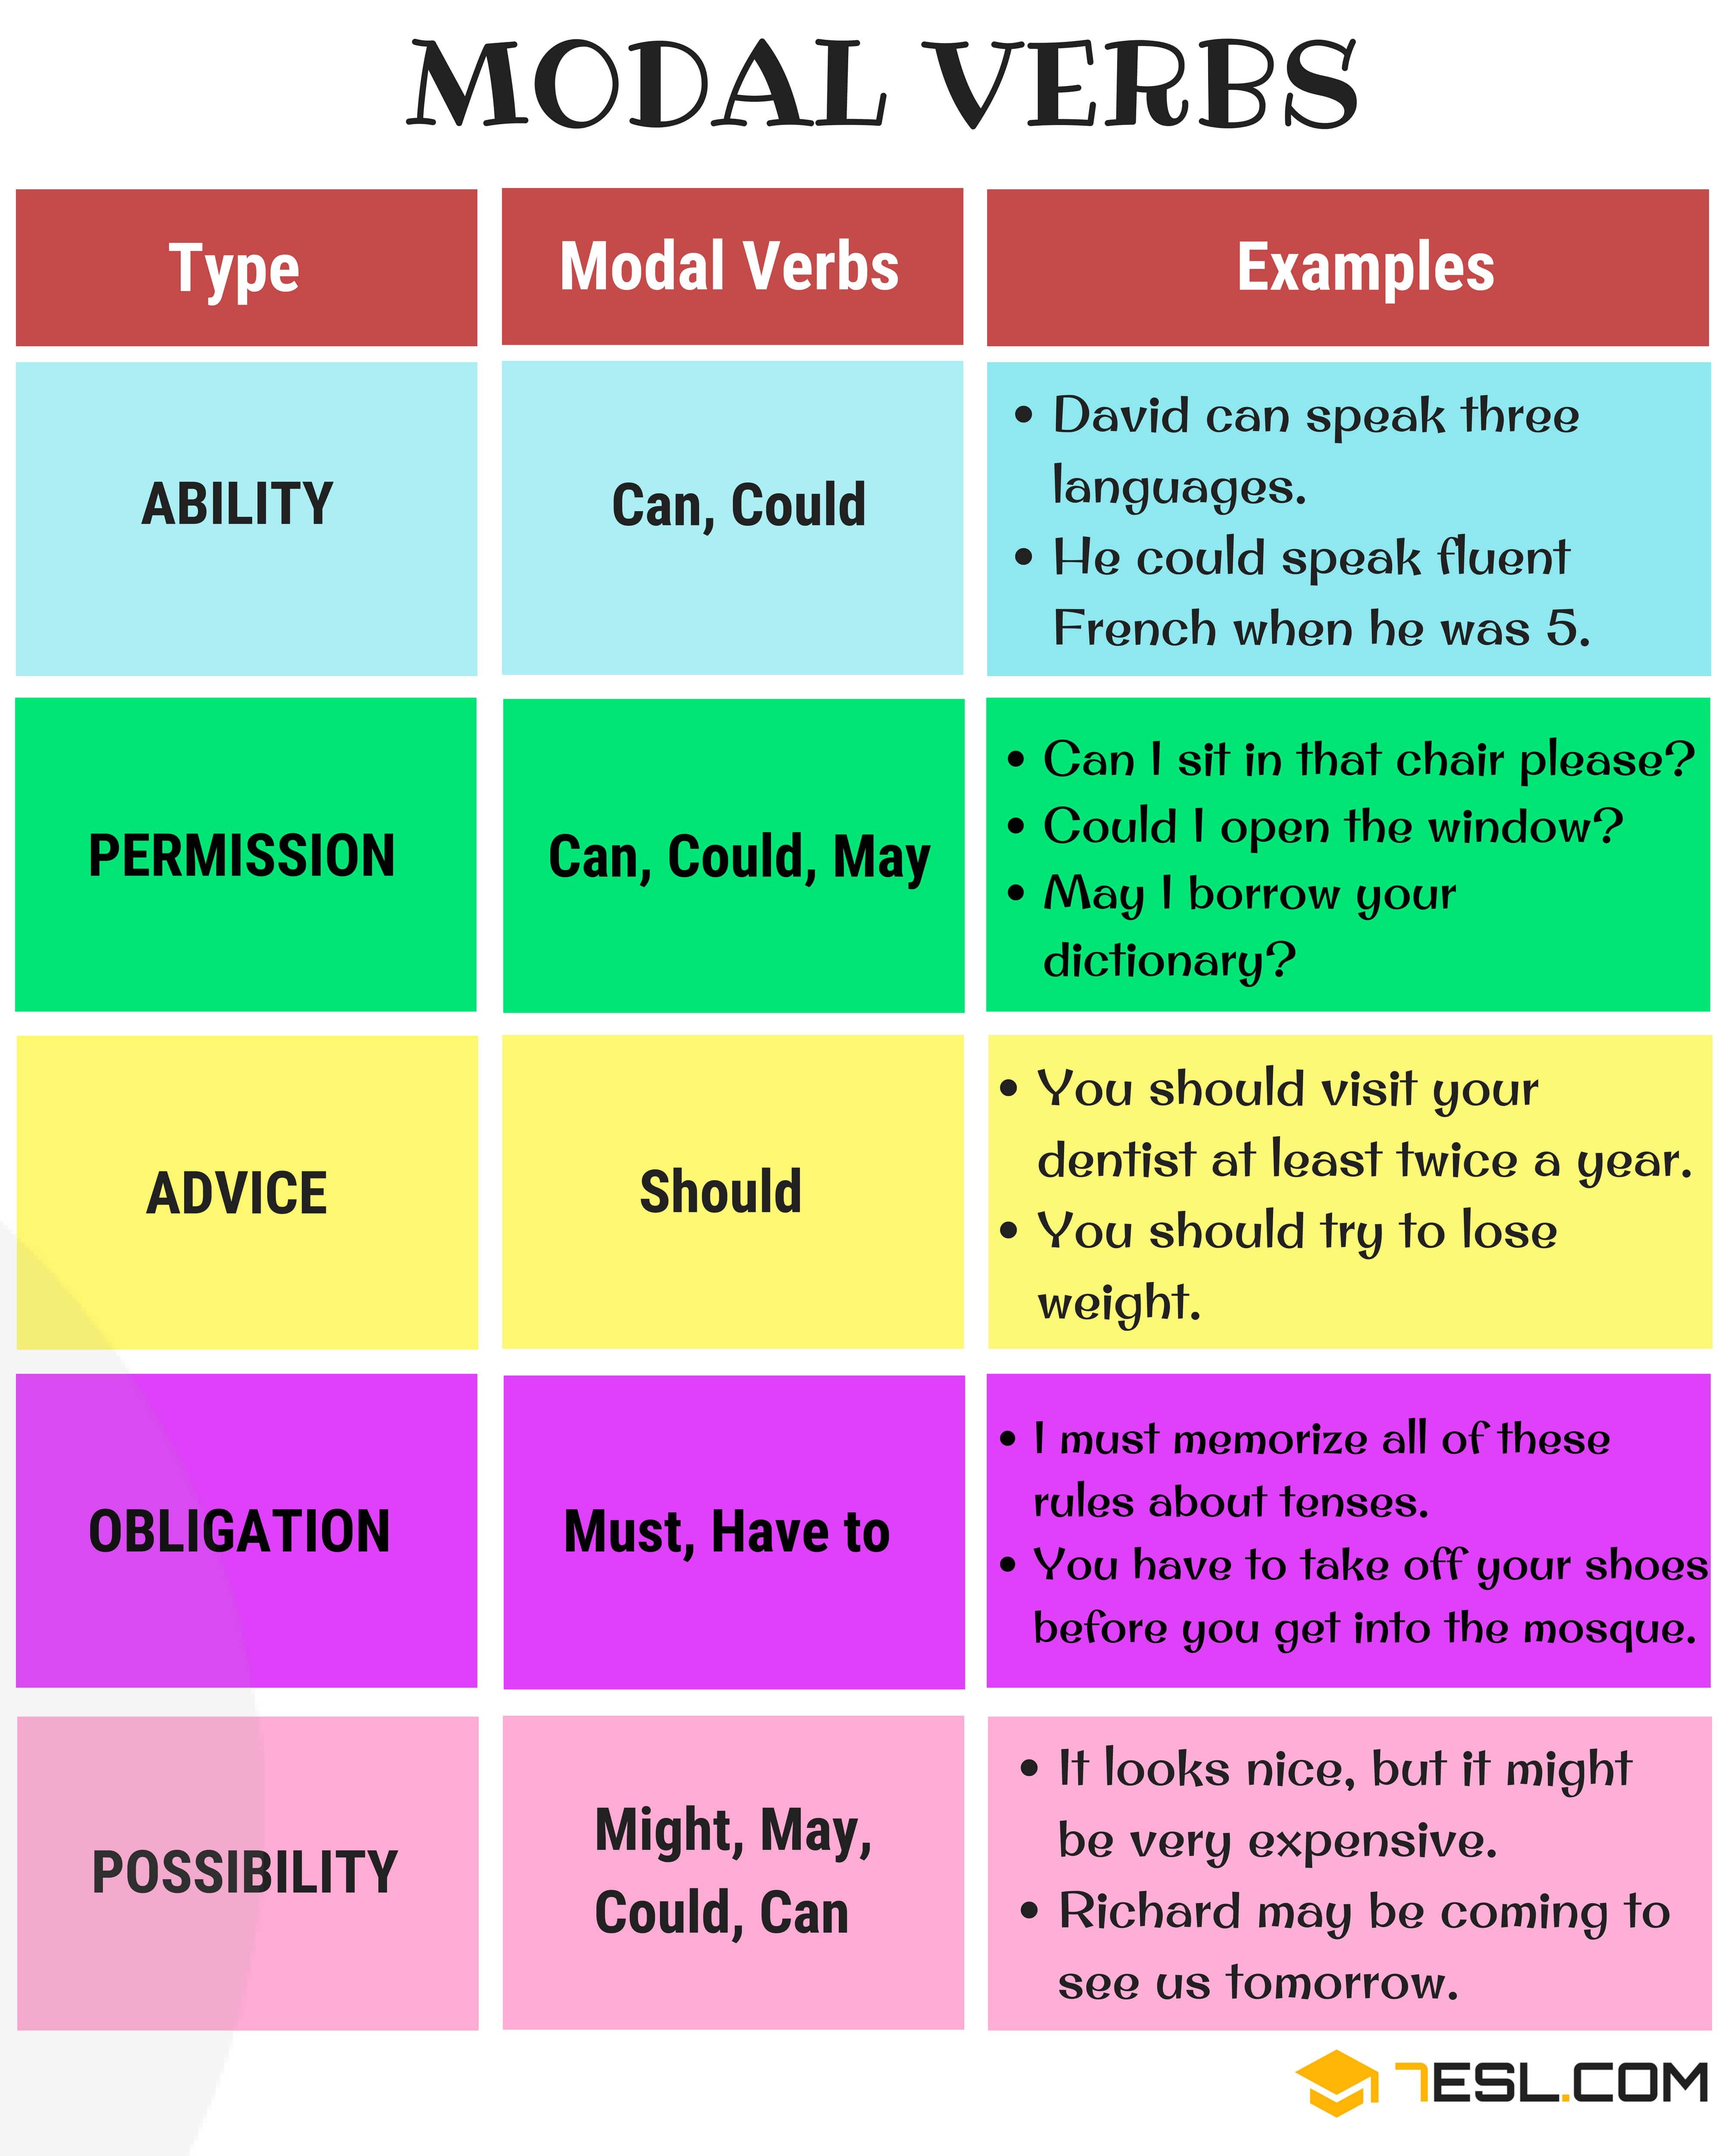 MODAL VERBS
Type
Modal Verbs
Examples
ABILITY
Can, Could
• David can speak three
languages.
• He could speak fluent
French when he was 5.
PERMISSION
Can, Could, May
• Can I sit in that chair please?
• Could I open the window?
• May I borrow your
dictionary?
ADVICE
Should
• You should visit your
dentist at least twice a year.
• You should try to lose
weight.
OBLIGATION
Must, Have to
• I must memorize all of these
rules about tenses.
• You have to take off your shoes
before you get into the mosque.
POSSIBILITY
Might, May,
Could, Can
• It looks nice, but it might
be very expensive.
• Richard may be coming to
see us tomorrow.
7ESL.COM